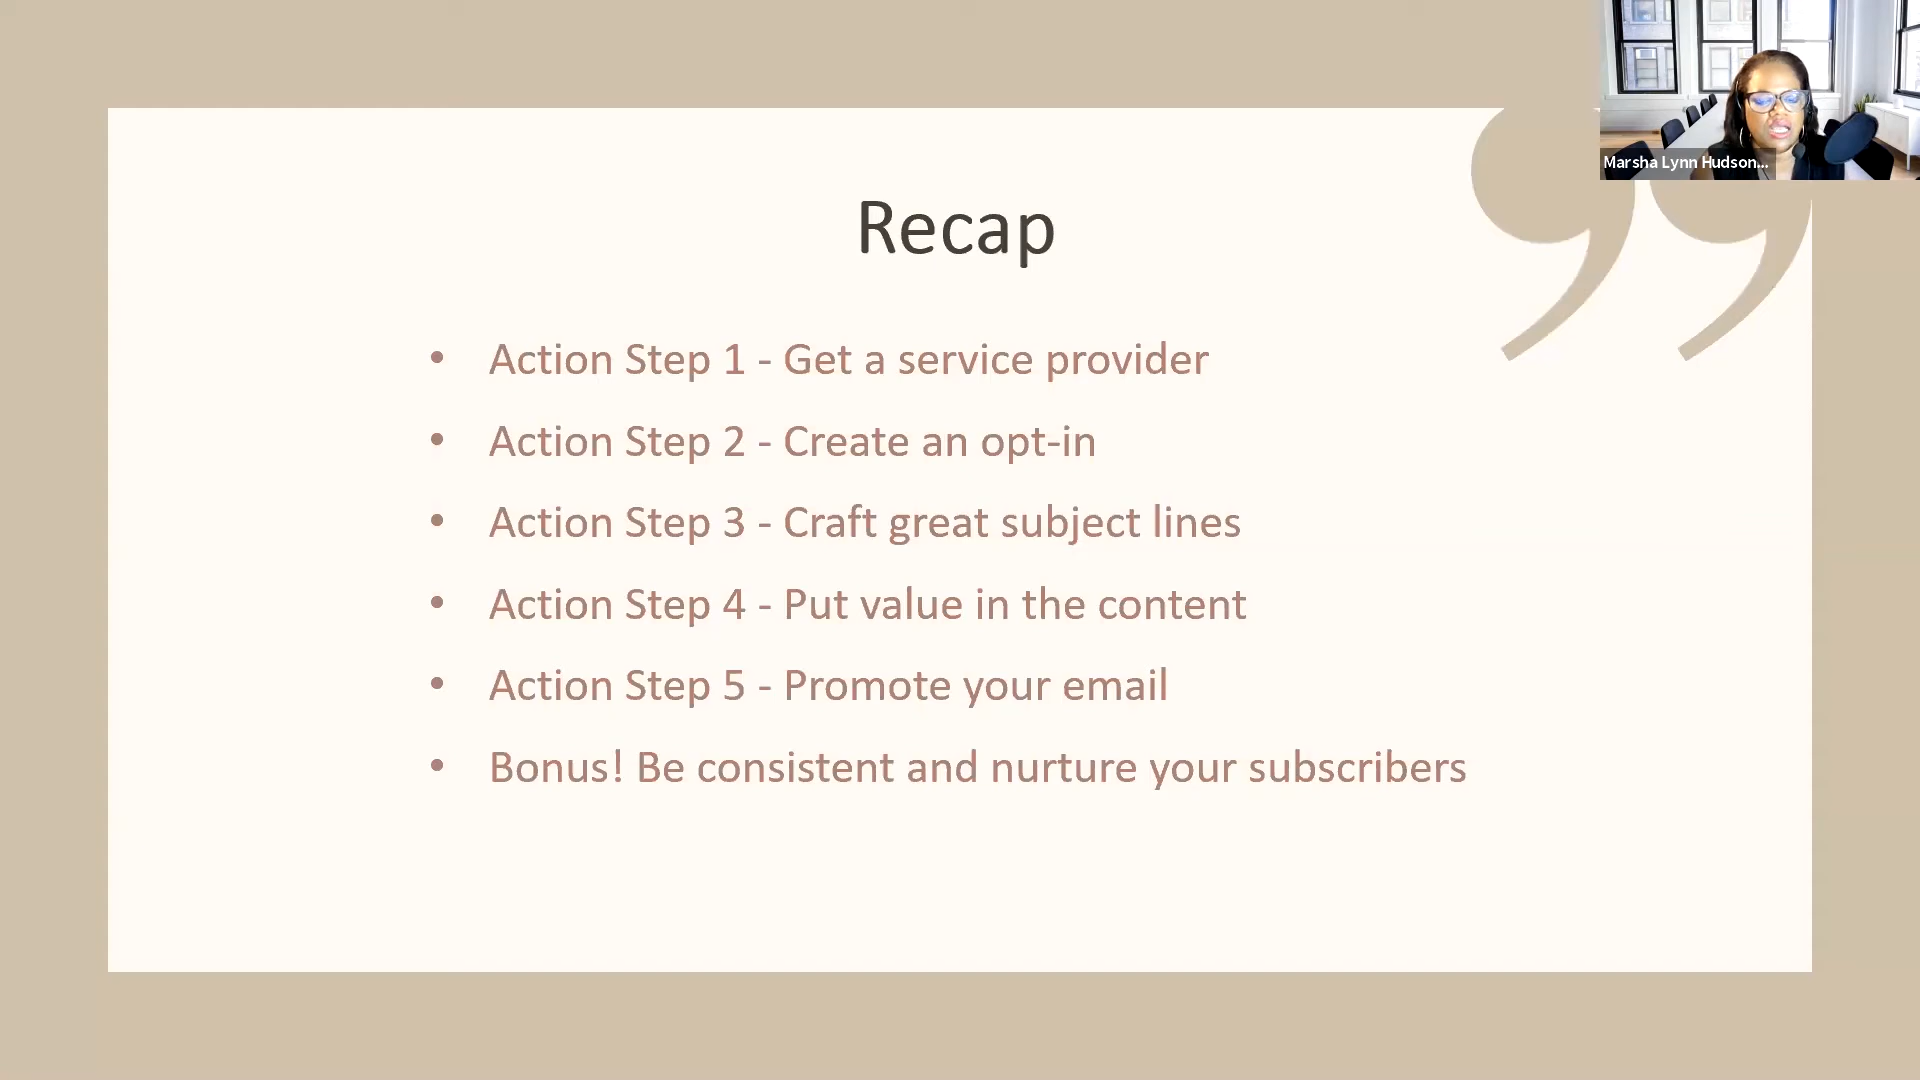 Marsha Lynn Hudson...
Recap
• Action Step 1 - Get a service provider
• Action Step 2 - Create an opt-in
• Action Step 3 - Craft great subject lines
• Action Step 4 - Put value in the content
• Action Step 5 - Promote your email
• Bonus! Be consistent and nurture your subscribers